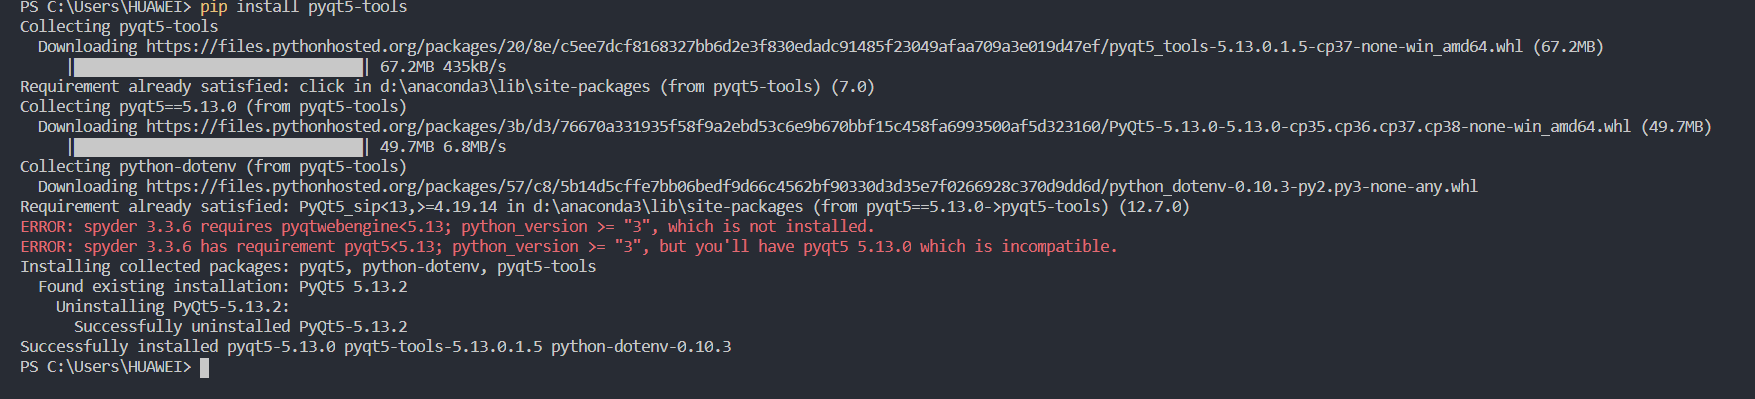 PS C:\Users\HUAWEI> pip install pyqt5-tools
Collecting pyqt5-tools
Downloading https://files.pythonhosted.org/packages/20/8e/c5ee7dcf8168327bb6d2e3f830edadc91485f23049afaa709a3e019d47ef/pyqt5_tools-5.13.0.1.5-cp37-none-win_amd64.whl (67.2MB)
|████████████████████████████████| 67.2MB 435kB/s
Requirement already satisfied: click in d:\anaconda3\lib\site-packages (from pyqt5-tools) (7.0)
Collecting pyqt5==5.13.0 (from pyqt5-tools)
Downloading https://files.pythonhosted.org/packages/3b/d3/76670a331935f58f9a2ebd53c6e9b670bbf15c458fa6993500af5d323160/PyQt5-5.13.0-5.13.0-cp35.cp36.cp37.cp38-none-win_amd64.whl (49.7MB)
|████████████████████████████████| 49.7MB 6.8MB/s
Collecting python-dotenv (from pyqt5-tools)
Downloading https://files.pythonhosted.org/packages/57/c8/5b14d5cffe7bb06bedf9d66c4562bf90330d3d35e7f0266928c370d9dd6d/python_dotenv-0.10.3-py2.py3-none-any.whl
Requirement already satisfied: PyQt5_sip<13,>=4.19.14 in d:\anaconda3\lib\site-packages (from pyqt5==5.13.0->pyqt5-tools) (12.7.0)
ERROR: spyder 3.3.6 requires pyqtwebengine<5.13; python_version >= "3", which is not installed.
ERROR: spyder 3.3.6 has requirement pyqt5<5.13; python_version >= "3", but you'll have pyqt5 5.13.0 which is incompatible.
Installing collected packages: pyqt5, python-dotenv, pyqt5-tools
Found existing installation: PyQt5 5.13.2
Uninstalling PyQt5-5.13.2:
Successfully uninstalled PyQt5-5.13.2
Successfully installed pyqt5-5.13.0 pyqt5-tools-5.13.0.1.5 python-dotenv-0.10.3
PS C:\Users\HUAWEI>